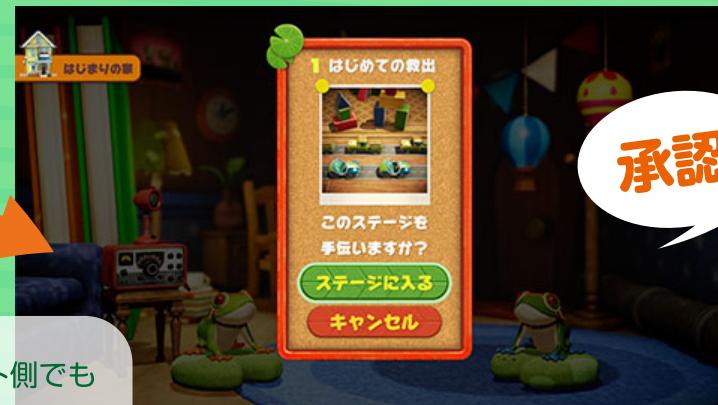 はじまりの家
1 はじめての救出
このステージを
手伝いますか?
ステージに入る
キャンセル
承認
ト側でも